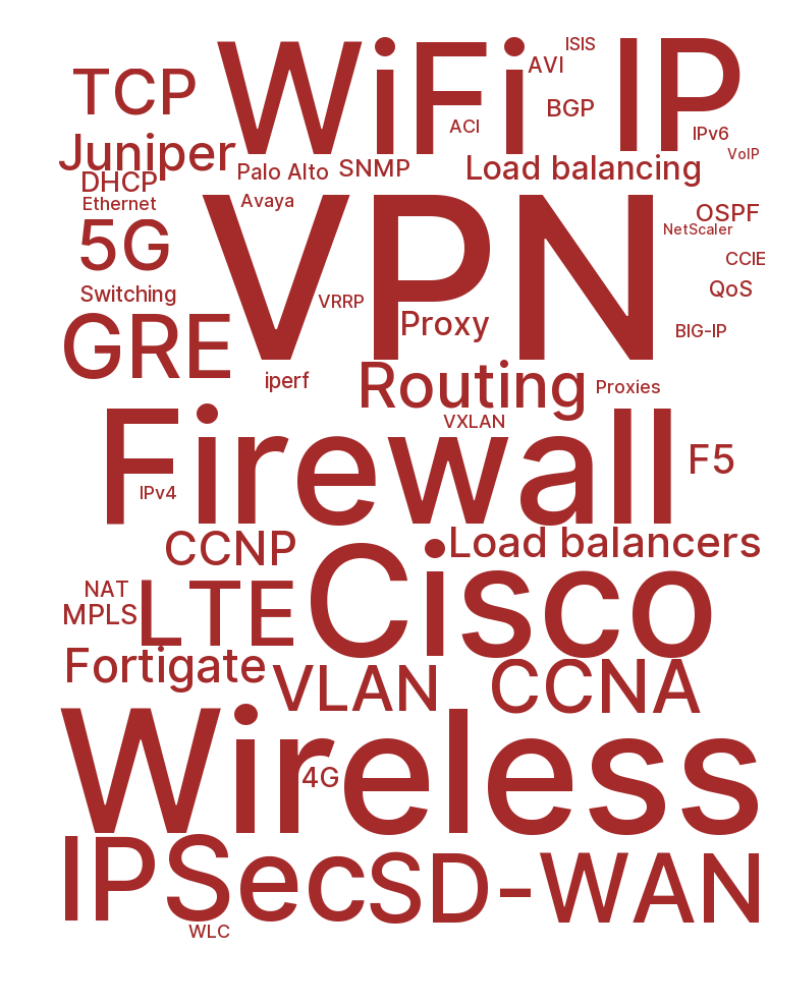 ISIS
TCP WiFi AVI IP
BGP
ACI IPv6
Juniper VoIP
Palo Alto SNMP Load balancing
DHCP
Ethernet Avaya
OSPF
5G VPN NetScaler
CCIE
Switching VRRP QoS
GRE Proxy BIG-IP
iperf Routing Proxies
VXLAN
Firewall F5
IPv4
CCNP Load balancers
NAT LTE Cisco
MPLS
Fortigate VLAN CCNA
Wireless
4G
IPSec SD-WAN
WLC